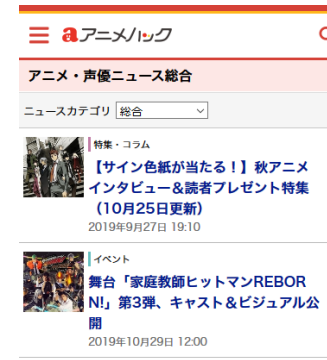 aアニメハック
アニメ・声優ニュース総合
ニュースカテゴリ 総合
特集・コラム
【サイン色紙が当たる!】秋アニメ
インタビュー&読者プレゼント特集
(10月25日更新)
2019年9月27日 19:10
イベント
舞台「家庭教師ヒットマンREBOR
N!」第3弾、キャスト&ビジュアル公
開
2019年10月29日 12:00